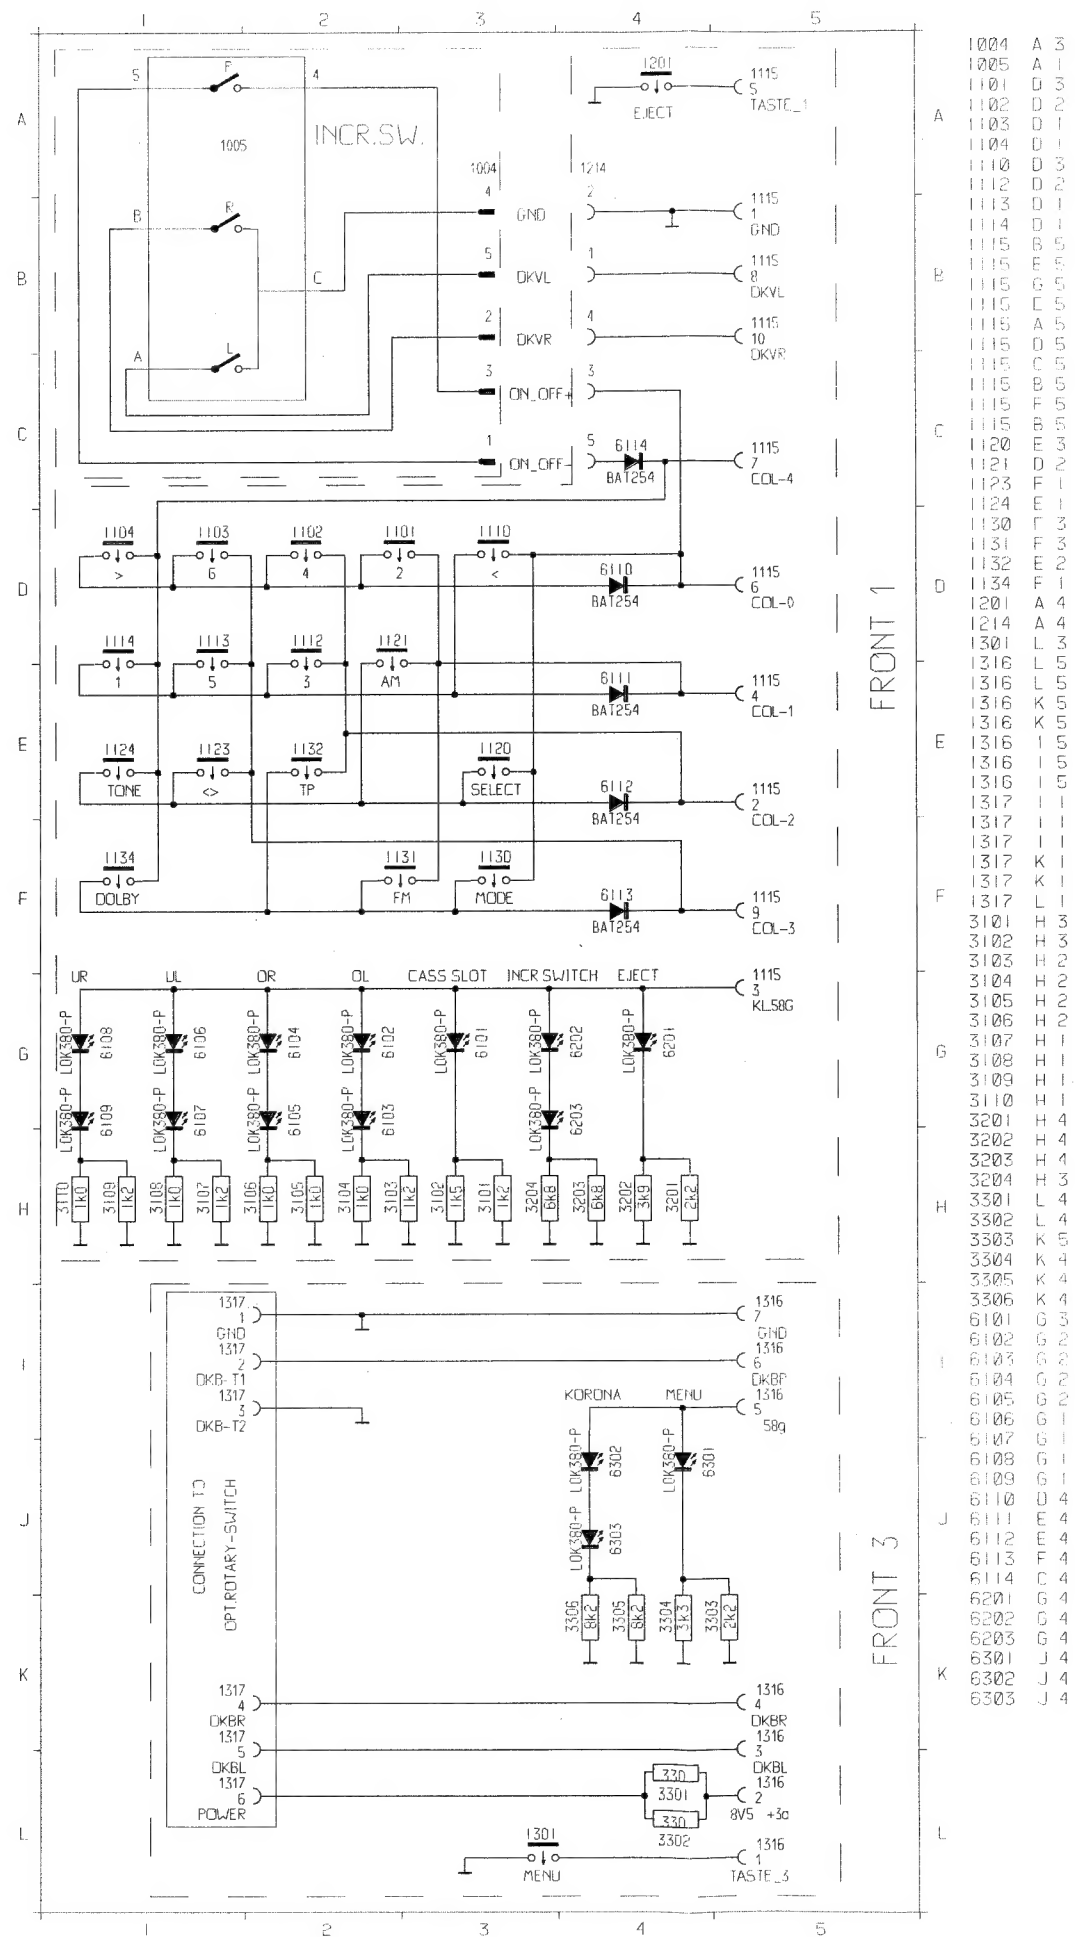 1 2 3 4 5
A
5 P 4
1005
INCR.SW.
1201
EJECT
1115
5
TASTE_1
A
1004
1214
4
GND
2
1115
1
GND
B
B R
C
5
DKVL
1
1115
8
DKVL
B
2
DKVR
4
1115
10
DKVR
A L
3
ON_OFF+
3
C
1
ON_OFF-
5
6114
BAT254
1115
7
COL-4
C
1104
>
1103
6
1102
4
1101
2
1110
<
D
6110
BAT254
1115
6
COL-0
D
1114
1
1113
5
1112
3
1121
AM
6111
BAT254
1115
4
COL-1
FRONT 1
E
1124
TONE
1123
<>
1132
TP
1120
SELECT
6112
BAT254
1115
2
COL-2
E
1134
DOLBY
1131
FM
1130
MODE
F
6113
BAT254
1115
9
COL-3
F
UR UL OR OL CASS SLOT INCR SWITCH EJECT
1115
3
KL58G
G
LOK380-P 6108
LOK380-P 6106
LOK380-P 6104
LOK380-P 6102
LOK380-P 6101
LOK380-P 6202
LOK380-P 6201
G
LOK380-P 6109
LOK380-P 6107
LOK380-P 6105
LOK380-P 6103
LOK380-P 6203
H
3110 1k0
3109 1k2
3108 1k0
3107 1k2
3106 1k0
3105 1k0
3104 1k0
3103 1k2
3102 1k5
3101 1k2
3204 6k8
3203 6k8
3202 3k9
3201 2k2
H
1317
1
GND
1316
7
GND
I
1317
2
DKB-T1
1316
6
DKBP
I
1317
3
DKB-T2
KORONA MENU
1316
5
58g
LOK380-P 6302
LOK380-P 6301
LOK380-P 6303
J
CONNECTION TO
OPT.ROTARY-SWITCH
J
FRONT 3
3306 8k2
3305 8k2
3304 3k3
3303 2k2
K
K
1317
4
DKBR
1316
4
DKBR
1317
5
DKBL
1316
3
DKBL
1317
6
POWER
330
3301
330
3302
1316
2
8V5 +3a
L
1301
MENU
1316
1
TASTE_3
L
1 2 3 4 5
1004 A 3
1005 A 1
1101 D 3
1102 D 2
1103 D 1
1104 D 1
1110 D 3
1112 D 2
1113 D 1
1114 D 1
1115 B 5
1115 E 5
1115 G 5
1115 E 5
1115 A 5
1115 D 5
1115 C 5
1115 B 5
1115 F 5
1115 B 5
1120 E 3
1121 D 2
1123 E 1
1124 E 1
1130 F 3
1131 F 3
1132 E 2
1134 F 1
1201 A 4
1214 A 4
1301 L 3
1316 L 5
1316 L 5
1316 K 5
1316 K 5
1316 I 5
1316 I 5
1316 I 5
1317 I 1
1317 I 1
1317 I 1
1317 K 1
1317 K 1
1317 L 1
3101 H 3
3102 H 3
3103 H 2
3104 H 2
3105 H 2
3106 H 2
3107 H 1
3108 H 1
3109 H 1
3110 H 1
3201 H 4
3202 H 4
3203 H 4
3204 H 3
3301 L 4
3302 L 4
3303 K 5
3304 K 4
3305 K 4
3306 K 4
6101 G 3
6102 G 2
6103 G 2
6104 G 2
6105 G 2
6106 G 1
6107 G 1
6108 G 1
6109 G 1
6110 D 4
6111 E 4
6112 E 4
6113 F 4
6114 C 4
6201 G 4
6202 G 4
6203 G 4
6301 J 4
6302 J 4
6303 J 4